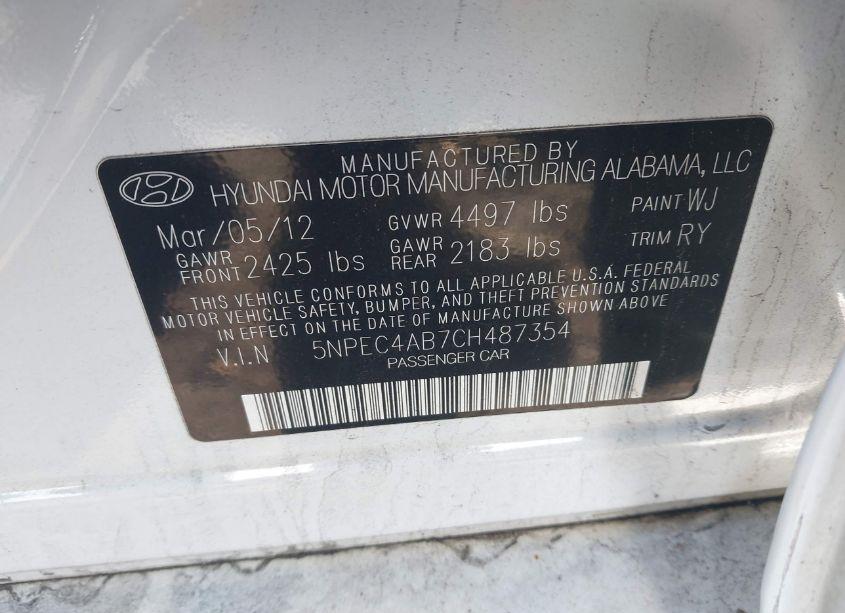 MANUFACTURED BY
HYUNDAI MOTOR MANUFACTURING ALABAMA, LLC
Mar/05/12 GVWR 4497 lbs PAINT WJ
GAWR FRONT 2425 lbs GAWR REAR 2183 lbs TRIM RY
THIS VEHICLE CONFORMS TO ALL APPLICABLE U.S.A. FEDERAL
MOTOR VEHICLE SAFETY, BUMPER, AND THEFT PREVENTION STANDARDS
IN EFFECT ON THE DATE OF MANUFACTURE SHOWN ABOVE
V.I.N 5NPEC4AB7CH487354
PASSENGER CAR